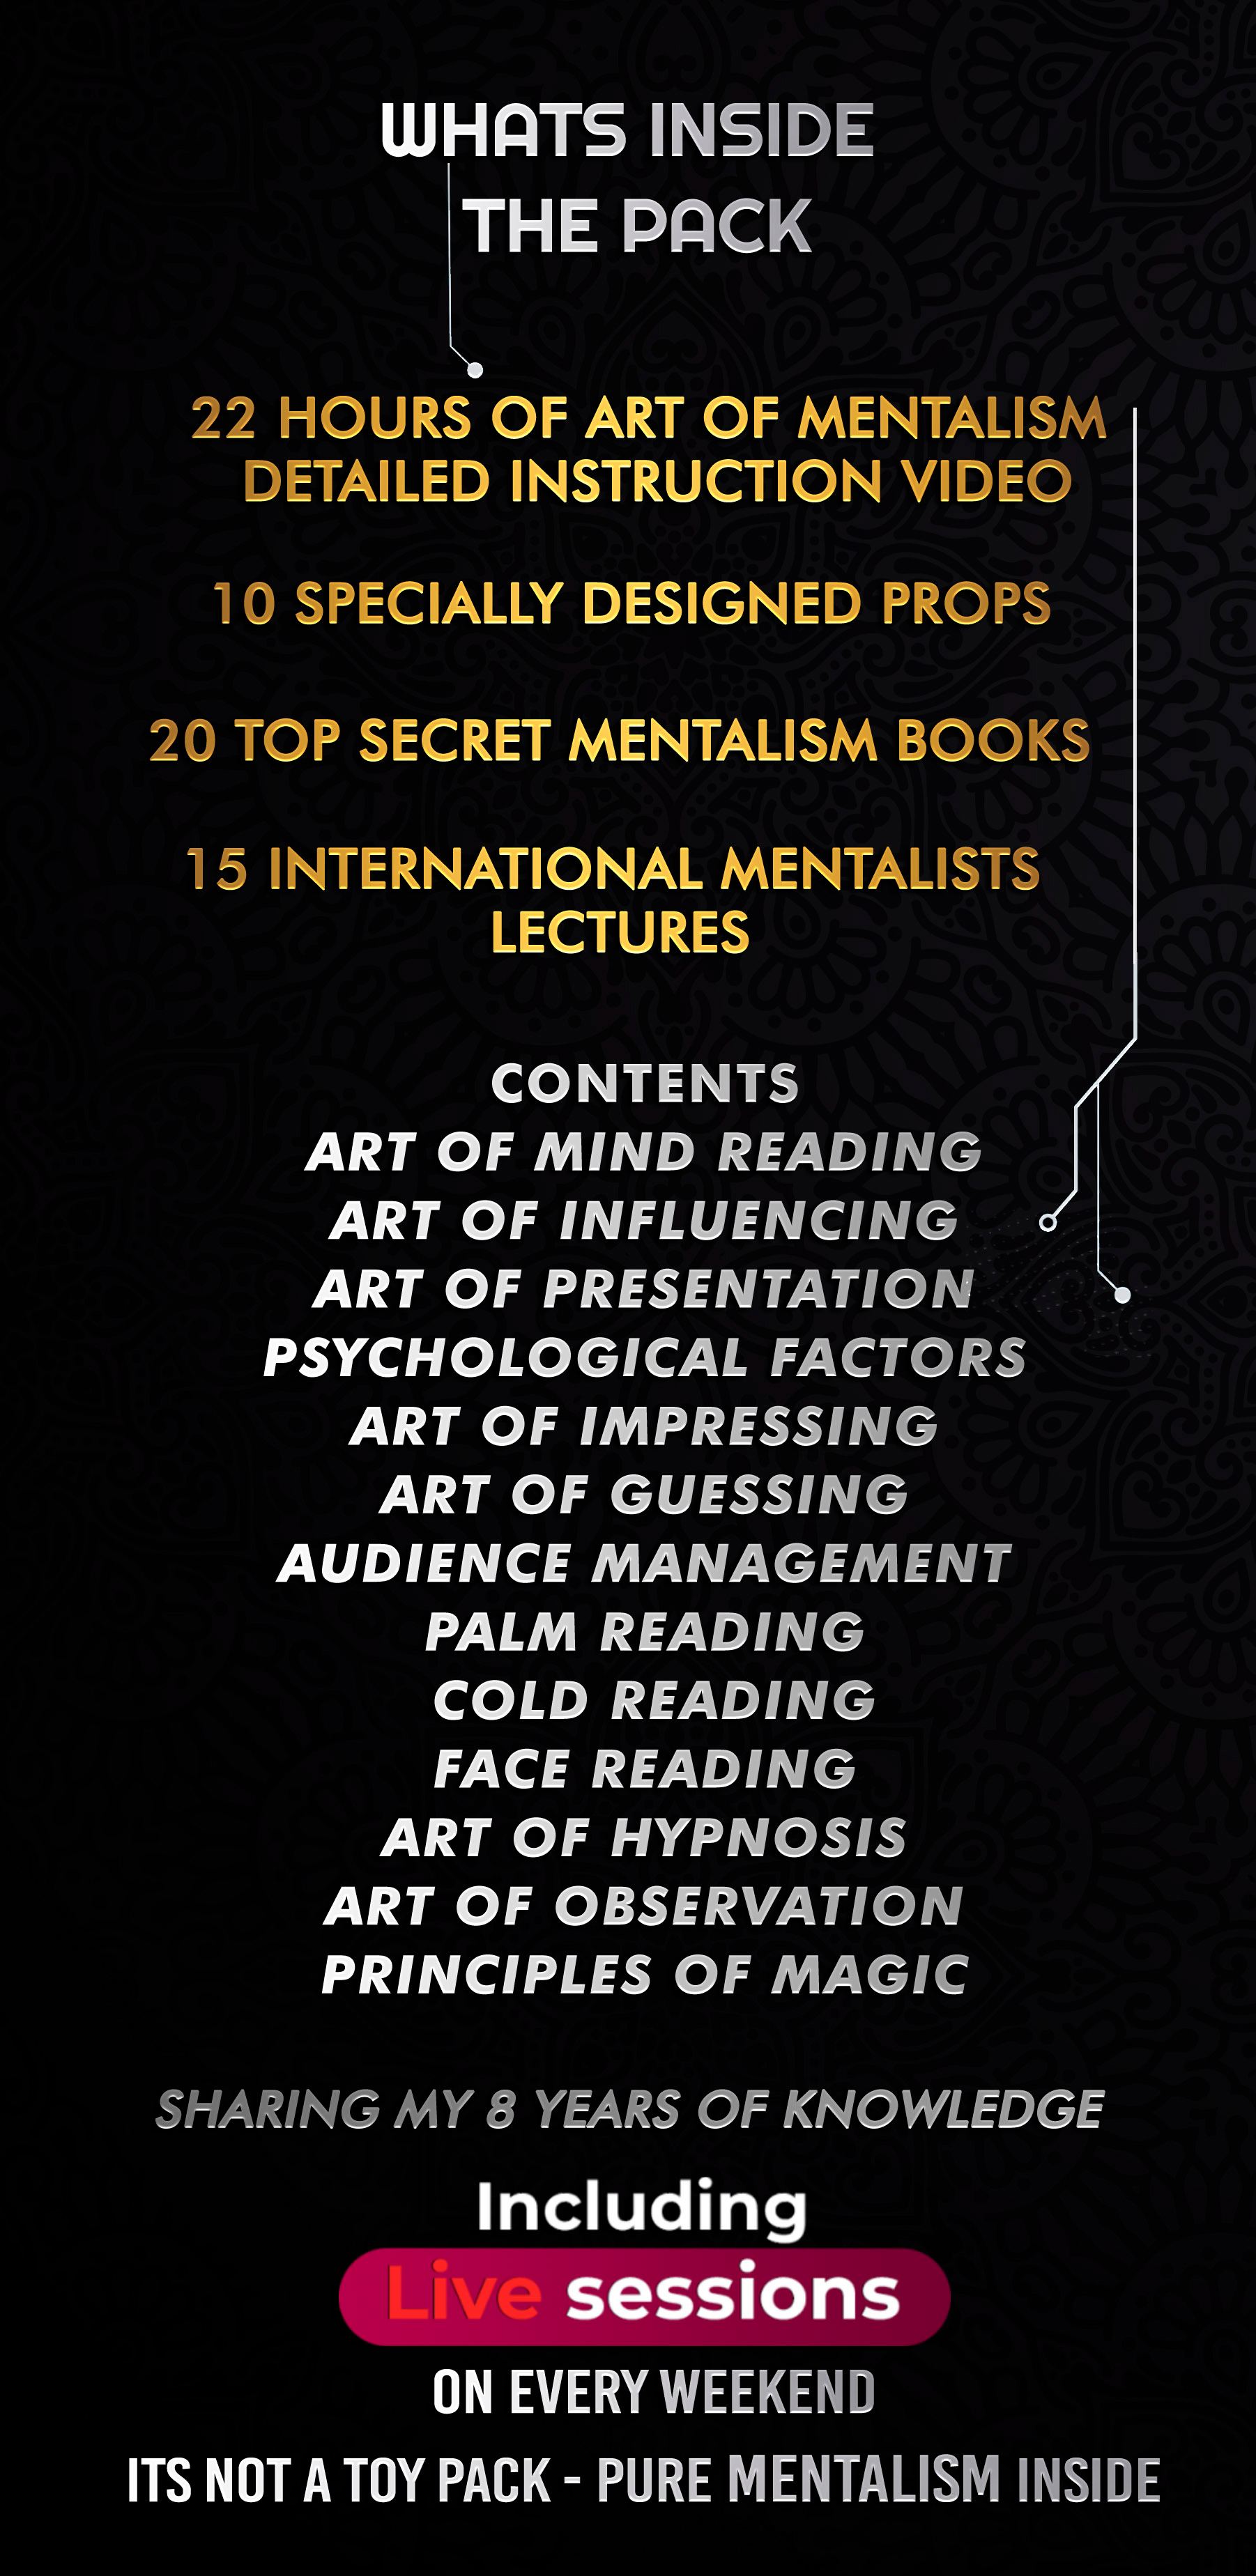 WHATS INSIDE
THE PACK
22 HOURS OF ART OF MENTALISM
DETAILED INSTRUCTION VIDEO
10 SPECIALLY DESIGNED PROPS
20 TOP SECRET MENTALISM BOOKS
15 INTERNATIONAL MENTALISTS
LECTURES
CONTENTS
ART OF MIND READING
ART OF INFLUENCING
ART OF PRESENTATION
PSYCHOLOGICAL FACTORS
ART OF IMPRESSING
ART OF GUESSING
AUDIENCE MANAGEMENT
PALM READING
COLD READING
FACE READING
ART OF HYPNOSIS
ART OF OBSERVATION
PRINCIPLES OF MAGIC
SHARING MY 8 YEARS OF KNOWLEDGE
Including
Live sessions
ON EVERY WEEKEND
ITS NOT A TOY PACK - PURE MENTALISM INSIDE